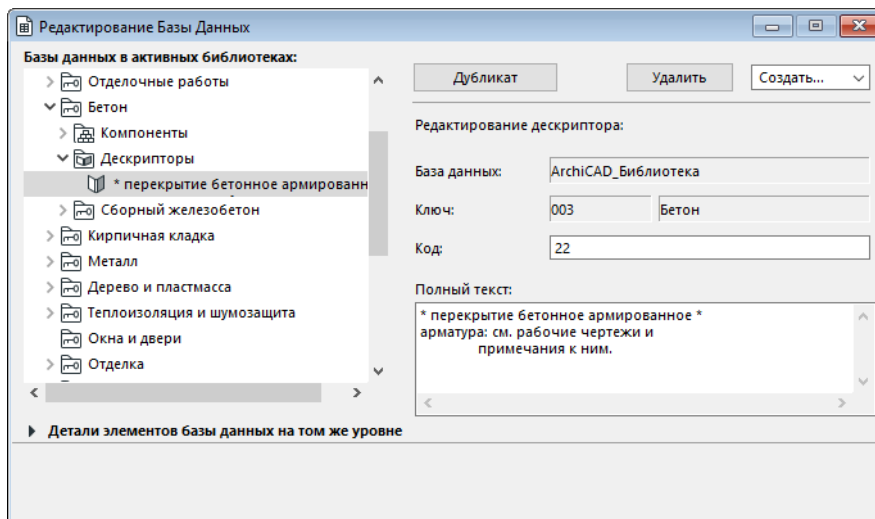 Редактирование Базы Данных
Базы данных в активных библиотеках:
Отделочные работы
Бетон
Компоненты
Дескрипторы
* перекрытие бетонное армированн
Сборный железобетон
Кирпичная кладка
Металл
Дерево и пластмасса
Теплоизоляция и шумозащита
Окна и двери
Отделка
Детали элементов базы данных на том же уровне
Дубликат Удалить Создать...
Редактирование дескриптора:
База данных: ArchiCAD_Библиотека
Ключ: 003 Бетон
Код: 22
Полный текст:
* перекрытие бетонное армированное *
арматура: см. рабочие чертежи и
примечания к ним.